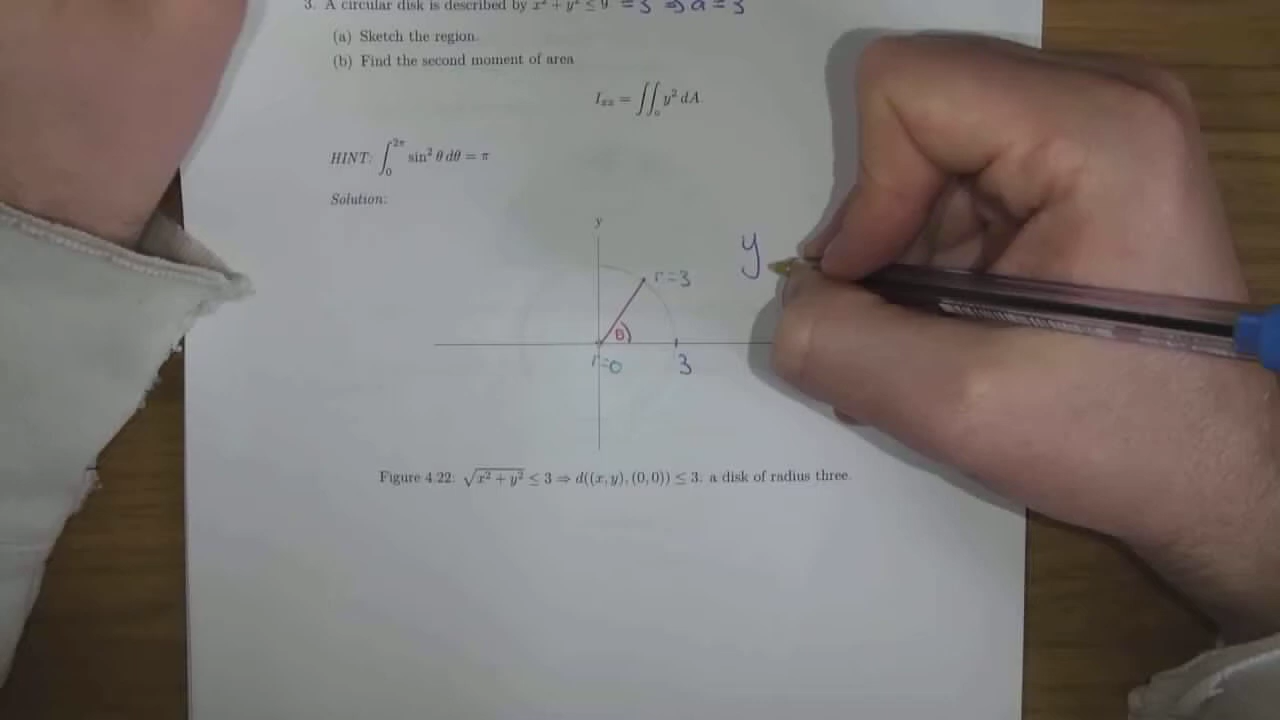 3. A circular disk is described by x² + y² ≤ 9 = 3 ⇒ a = 3
(a) Sketch the region.
(b) Find the second moment of area
I_xx = ∬_○ y² dA.
HINT: ∫₀^{2π} sin² θ dθ = π
Solution:
y
y
r=3
θ
r=0
3
Figure 4.22: √(x² + y²) ≤ 3 ⇒ d((x, y), (0, 0)) ≤ 3: a disk of radius three.